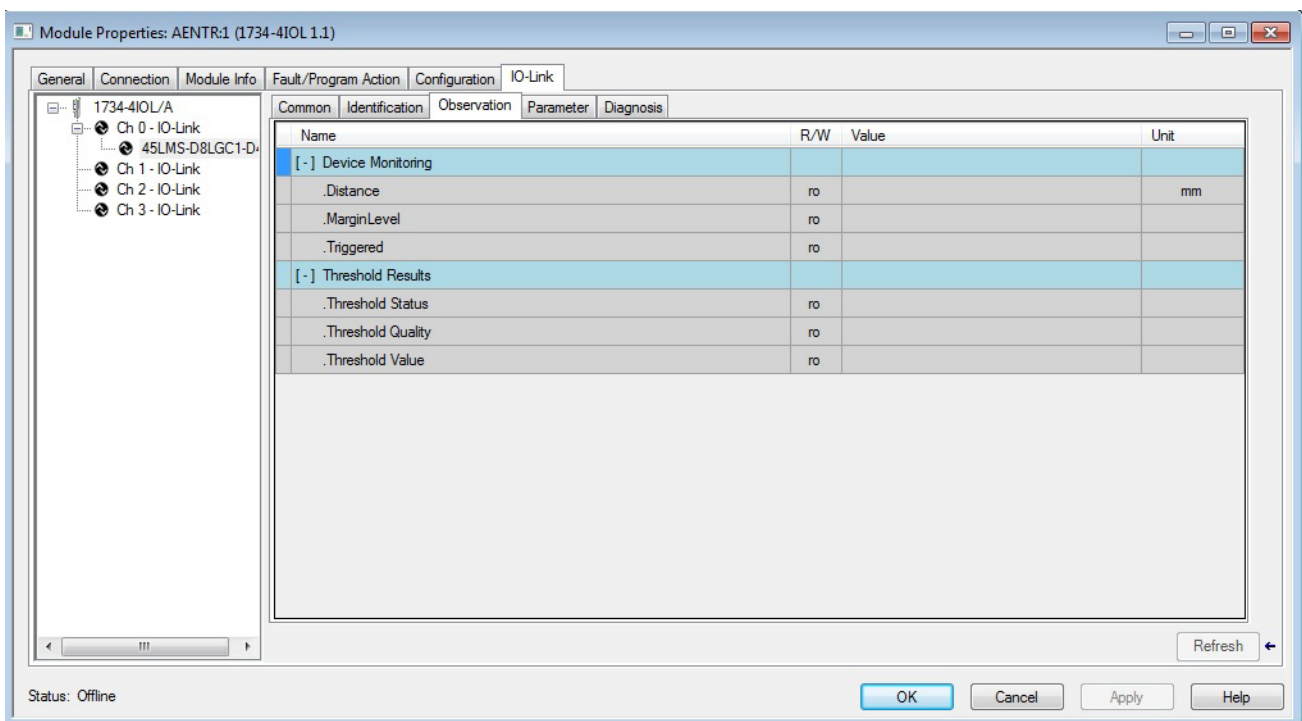 Module Properties: AENTR:1 (1734-4IOL 1.1)
General Connection Module Info Fault/Program Action Configuration IO-Link
1734-4IOL/A
Ch 0 - IO-Link
45LMS-D8LGC1-D
Ch 1 - IO-Link
Ch 2 - IO-Link
Ch 3 - IO-Link
Common Identification Observation Parameter Diagnosis
Name R/W Value Unit
[-] Device Monitoring
.Distance ro mm
.MarginLevel ro
.Triggered ro
[-] Threshold Results
.Threshold Status ro
.Threshold Quality ro
.Threshold Value ro
Refresh
Status: Offline
OK Cancel Apply Help